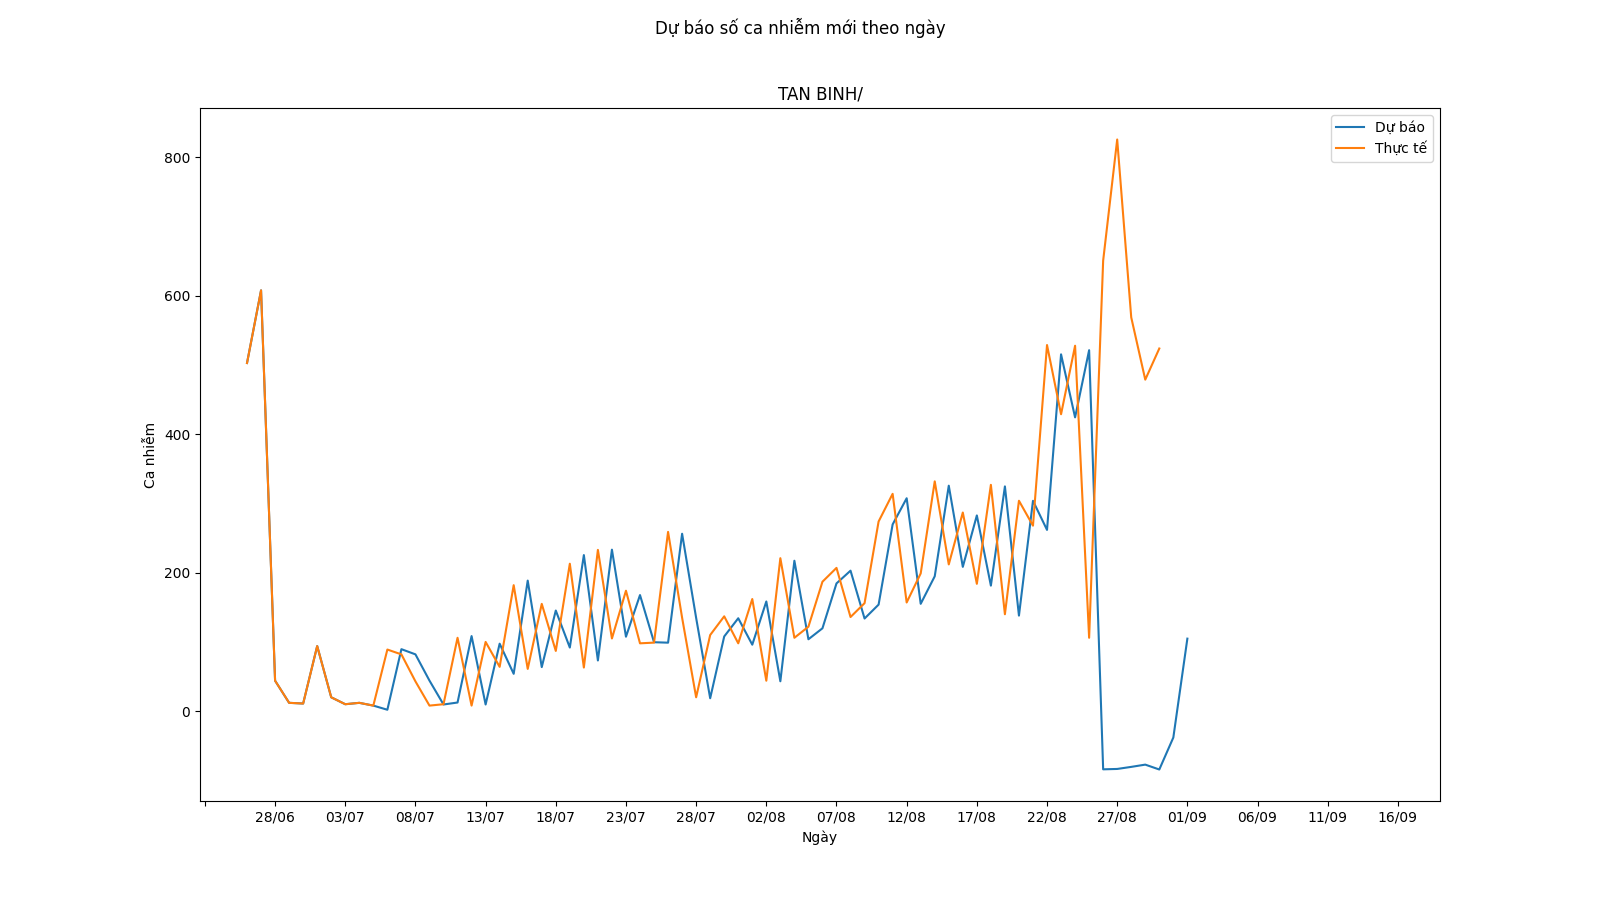 Dự báo số ca nhiễm mới theo ngày
TAN BINH/
Dự báo
Thực tế
800
600
400
200
0
Ca nhiễm
28/06 03/07 08/07 13/07 18/07 23/07 28/07 02/08 07/08 12/08 17/08 22/08 27/08 01/09 06/09 11/09 16/09
Ngày